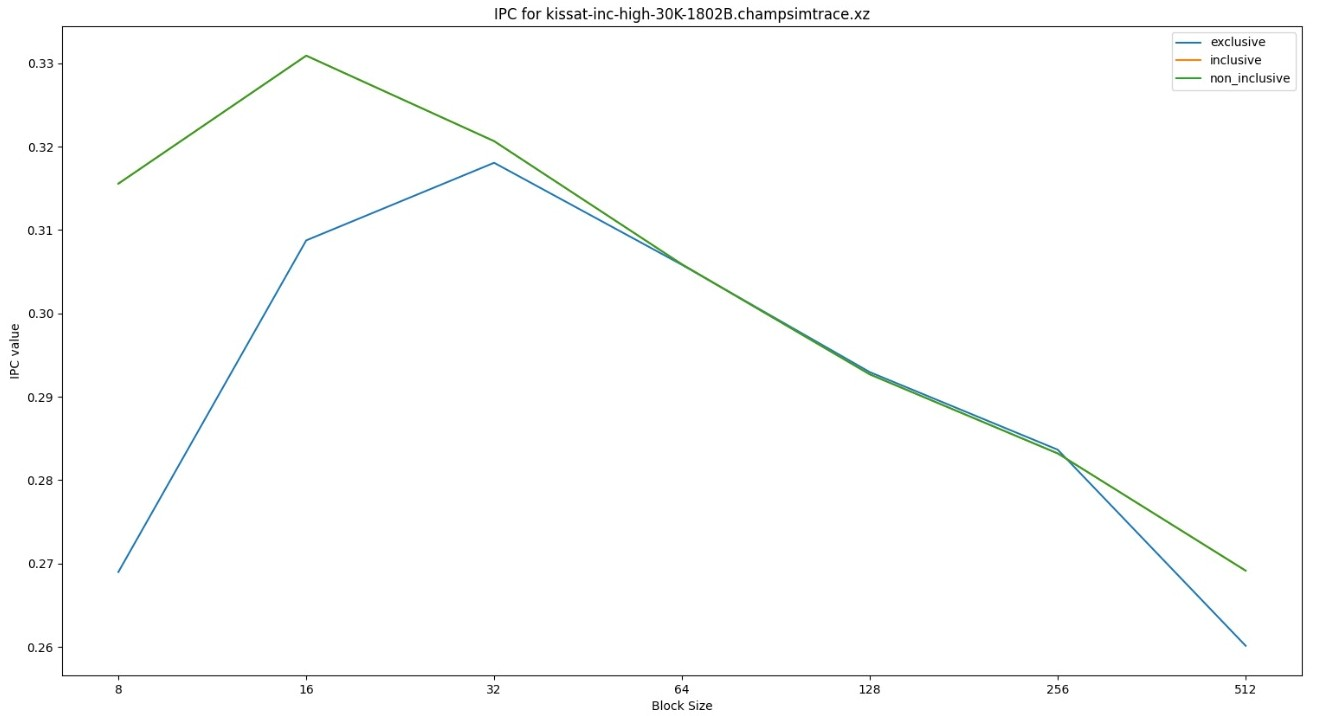 IPC for kissat-inc-high-30K-1802B.champsimtrace.xz
exclusive
inclusive
non_inclusive
0.33
0.32
0.31
0.30
0.29
0.28
0.27
0.26
IPC value
8 16 32 64 128 256 512
Block Size